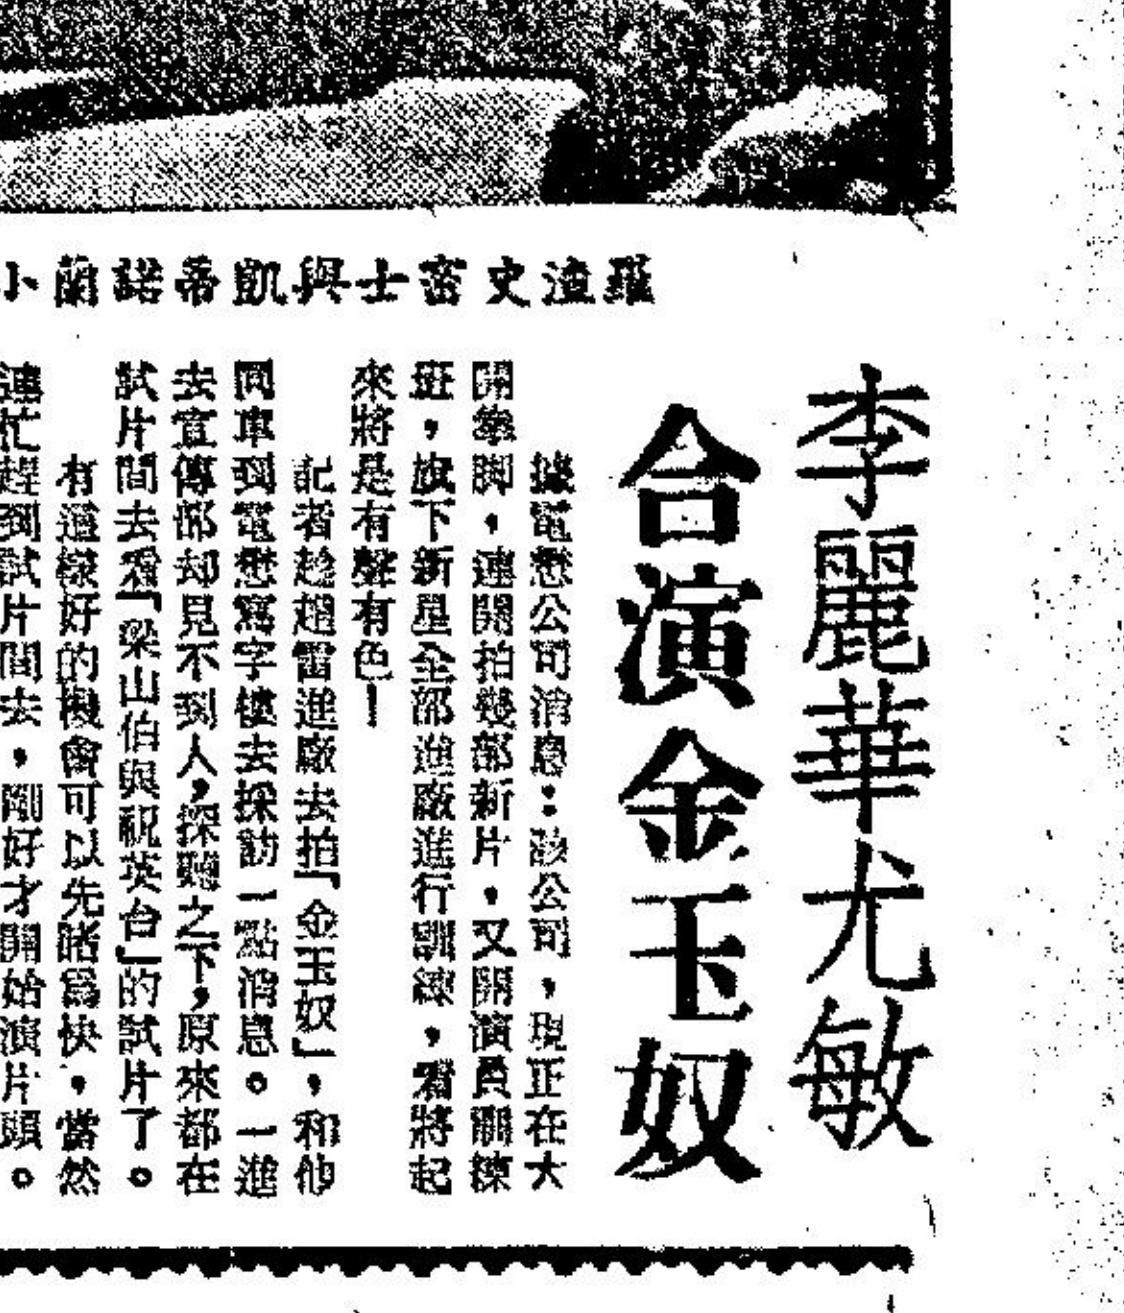 羅渣史密士與凱蒂諾蘭小
李麗華尤敏
合演金玉奴
據電懋公司消息：該公司，現正在大
開拳脚，連開拍幾部新片，又開演員訓練
班，旗下新星全部進廠進行訓練，看將起
來將是有聲有色！
記者趁趙雷進廠去拍「金玉奴」，和他
同車到電懋寫字樓去採訪一點消息。一進
去宣傳部却見不到人，探問之下，原來都在
試片間去看「梁山伯與祝英台」的試片了。
有這樣好的機會可以先睹爲快，當然
連忙趕到試片間去，剛好才開始演片頭。